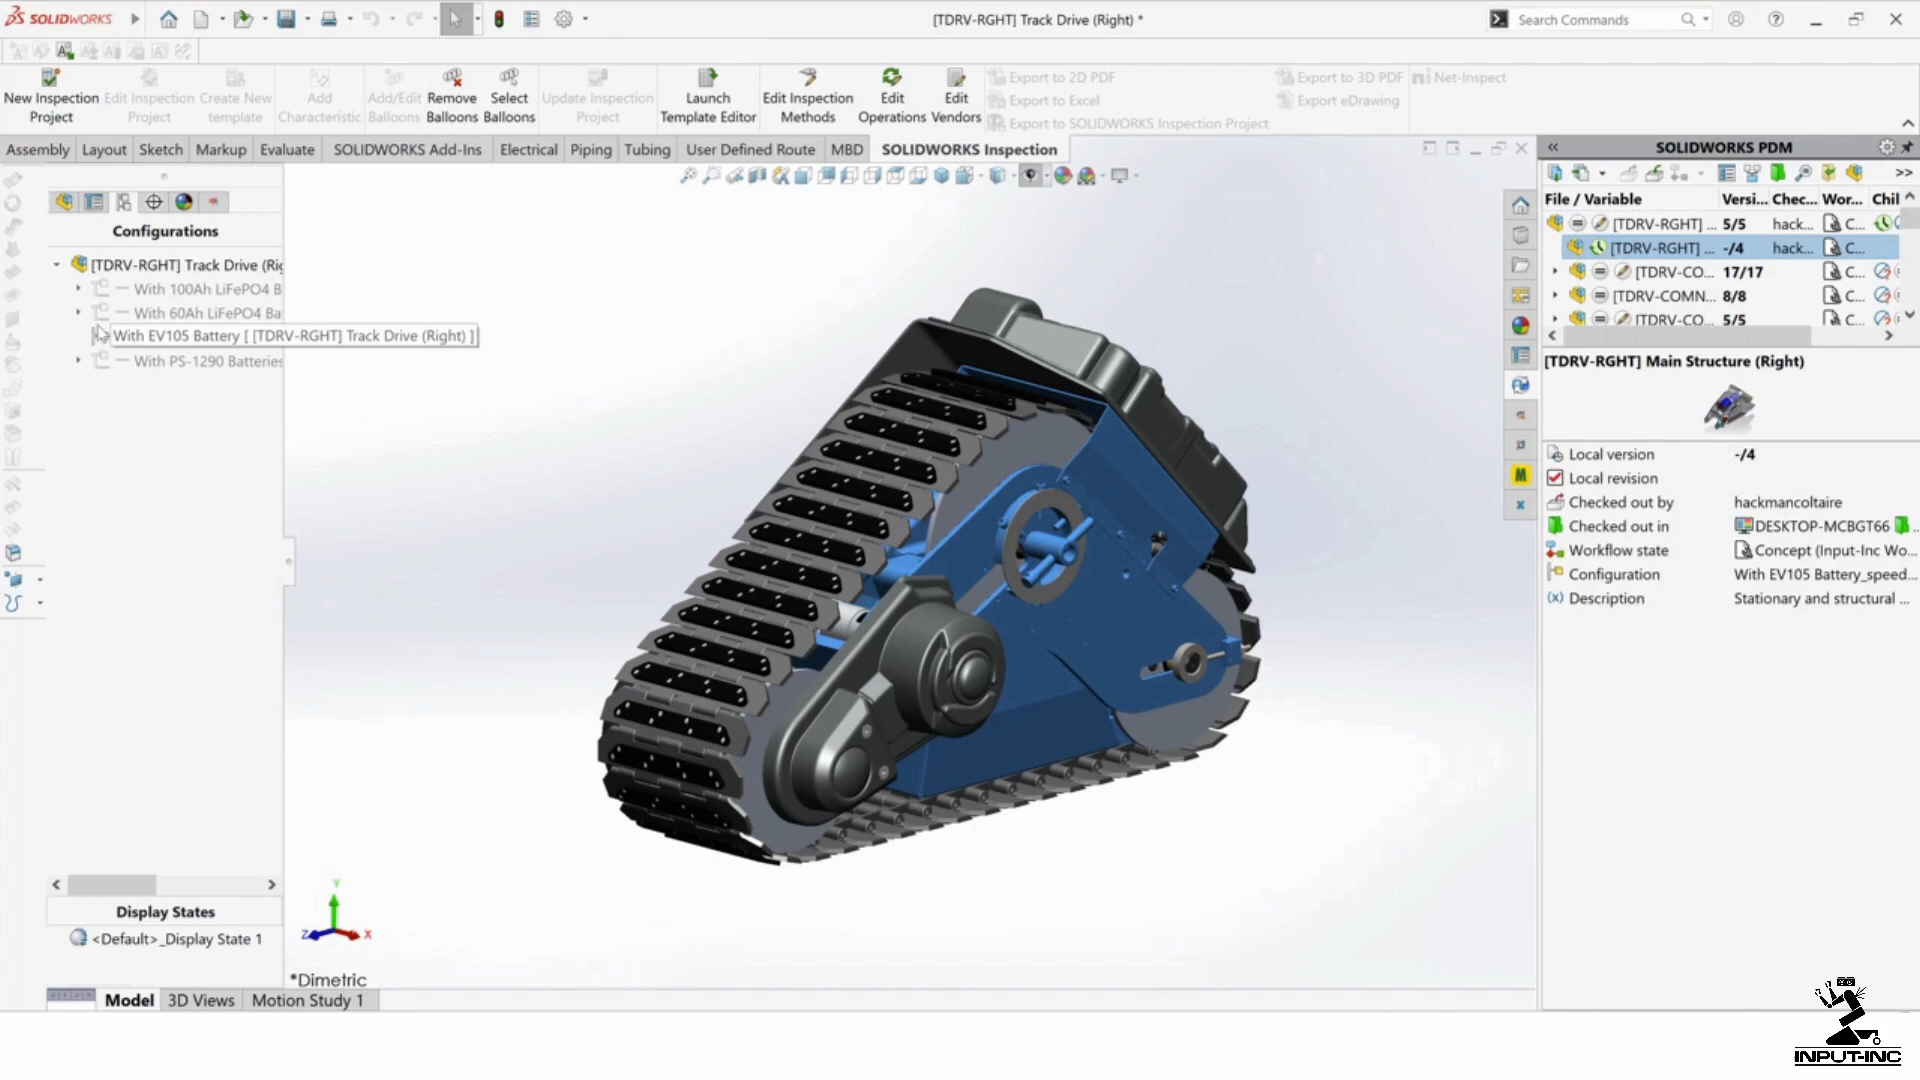 SOLIDWORKS
[TDRV-RGHT] Track Drive (Right) *
Search Commands
New Inspection Project
Edit Inspection Project
Create New template
Add Characteristic
Add/Edit Balloons
Remove Balloons
Select Balloons
Update Inspection Project
Launch Template Editor
Edit Inspection Methods
Edit Operations
Edit Vendors
Export to 2D PDF
Export to Excel
Export to SOLIDWORKS Inspection Project
Export to 3D PDF
Export eDrawing
Net-Inspect
Assembly
Layout
Sketch
Markup
Evaluate
SOLIDWORKS Add-Ins
Electrical
Piping
Tubing
User Defined Route
MBD
SOLIDWORKS Inspection
Configurations
[TDRV-RGHT] Track Drive (Rig
With 100Ah LiFePO4 B
With 60Ah LiFePO4 Ba
With EV105 Battery [ [TDRV-RGHT] Track Drive (Right) ]
With PS-1290 Batteries
Display States
<Default>_Display State 1
Y
Z
X
*Dimetric
Model
3D Views
Motion Study 1
SOLIDWORKS PDM
>>
File / Variable Versi... Chec... Wor... Chil
[TDRV-RGHT] ... 5/5 hack... C...
[TDRV-RGHT] ... -/4 hack... C...
[TDRV-CO... 17/17 C...
[TDRV-COMN... 8/8 C...
[TDRV-CO... 5/5 C...
[TDRV-RGHT] Main Structure (Right)
Local version -/4
Local revision
Checked out by hackmancoltaire
Checked out in DESKTOP-MCBGT66 ...
Workflow state Concept (Input-Inc Wo...
Configuration With EV105 Battery_speed...
Description Stationary and structural ...
M
INPUT-INC